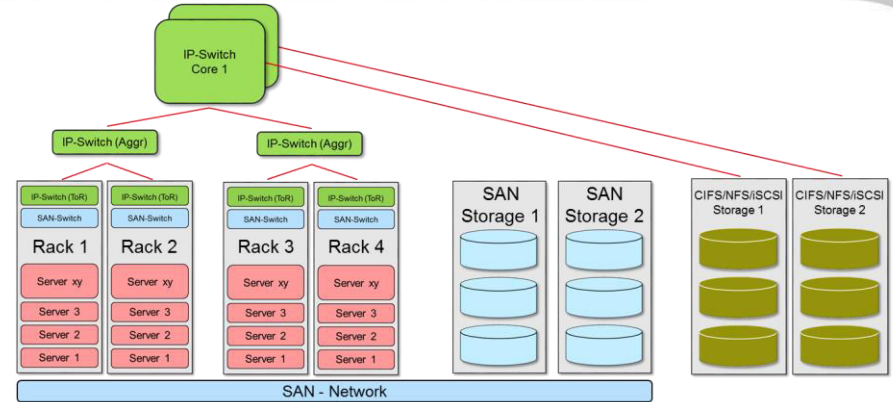 IP-Switch
Core 1
IP-Switch (Aggr)
IP-Switch (Aggr)
IP-Switch (ToR)
SAN-Switch
Rack 1
Server xy
Server 3
Server 2
Server 1
IP-Switch (ToR)
SAN-Switch
Rack 2
Server xy
Server 3
Server 2
Server 1
IP-Switch (ToR)
SAN-Switch
Rack 3
Server xy
Server 3
Server 2
Server 1
IP-Switch (ToR)
SAN-Switch
Rack 4
Server xy
Server 3
Server 2
Server 1
SAN
Storage 1
SAN
Storage 2
CIFS/NFS/iSCSI
Storage 1
CIFS/NFS/iSCSI
Storage 2
SAN - Network